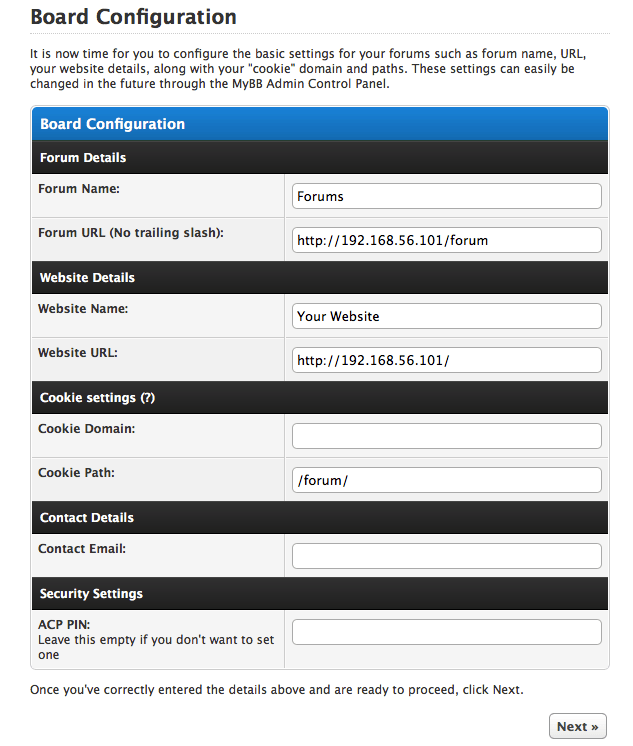 Board Configuration
It is now time for you to configure the basic settings for your forums such as forum name, URL,
your website details, along with your "cookie" domain and paths. These settings can easily be
changed in the future through the MyBB Admin Control Panel.
Board Configuration
Forum Details
Forum Name:
Forums
Forum URL (No trailing slash):
http://192.168.56.101/forum
Website Details
Website Name:
Your Website
Website URL:
http://192.168.56.101/
Cookie settings (?)
Cookie Domain:
Cookie Path:
/forum/
Contact Details
Contact Email:
Security Settings
ACP PIN:
Leave this empty if you don't want to set
one
Once you've correctly entered the details above and are ready to proceed, click Next.
Next »